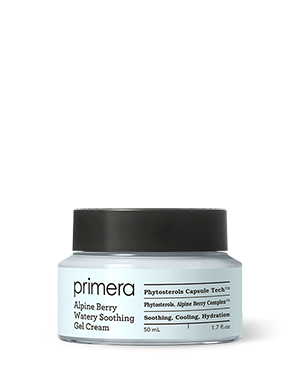 primera
Alpine Berry
Watery Soothing
Gel Cream
Phytosterols Capsule Tech™
Phytosterols, Alpine Berry Complex™
Soothing, Cooling, Hydration
50 mL 1.7 fl.oz